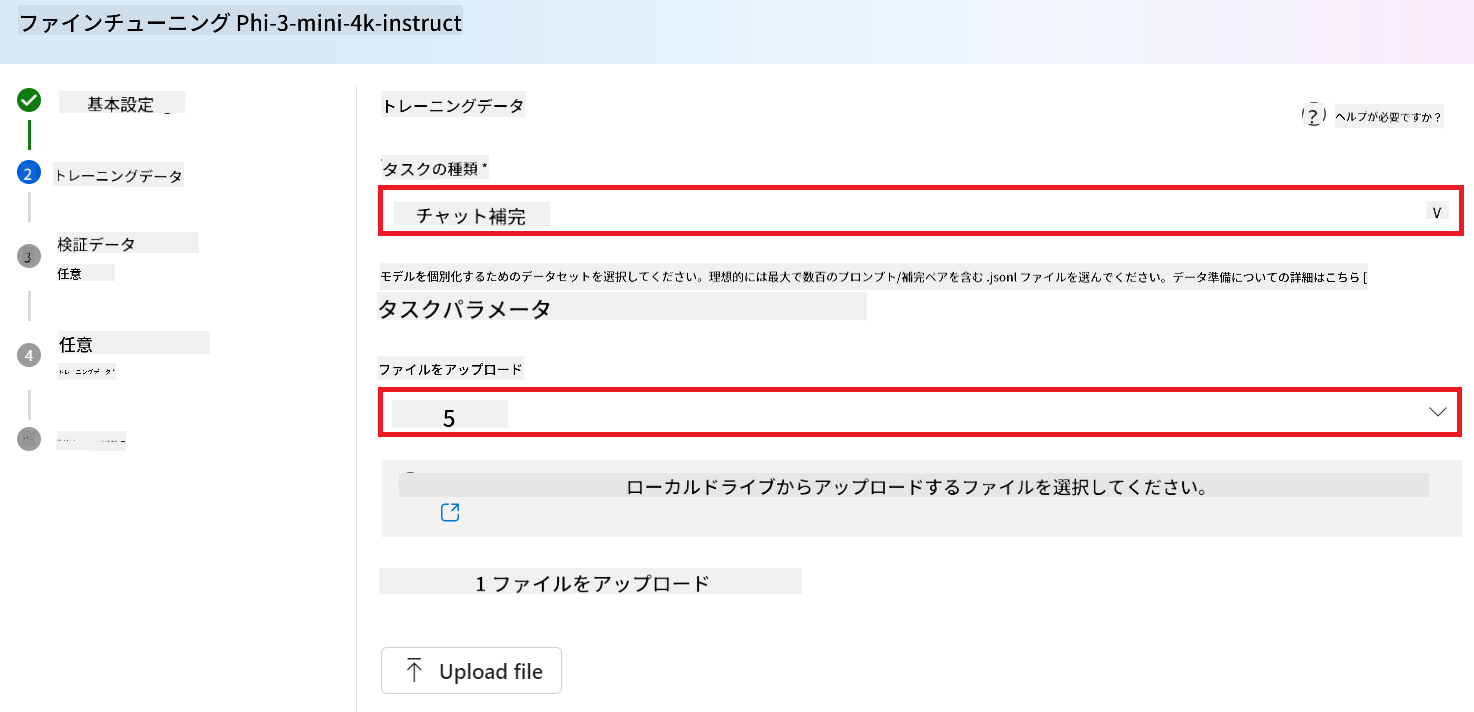 ファインチューニング Phi-3-mini-4k-instruct
基本設定
2
トレーニングデータ
3
検証データ
任意
4
任意
トレーニングデータ*
トレーニングデータ
? ヘルプが必要ですか?
タスクの種類 *
チャット補完
V
モデルを個別化するためのデータセットを選択してください。理想的には最大で数百のプロンプト/補完ペアを含む .jsonl ファイルを選んでください。データ準備についての詳細はこちら [
タスクパラメータ
ファイルをアップロード
5
ローカルドライブからアップロードするファイルを選択してください。
1 ファイルをアップロード
Upload file